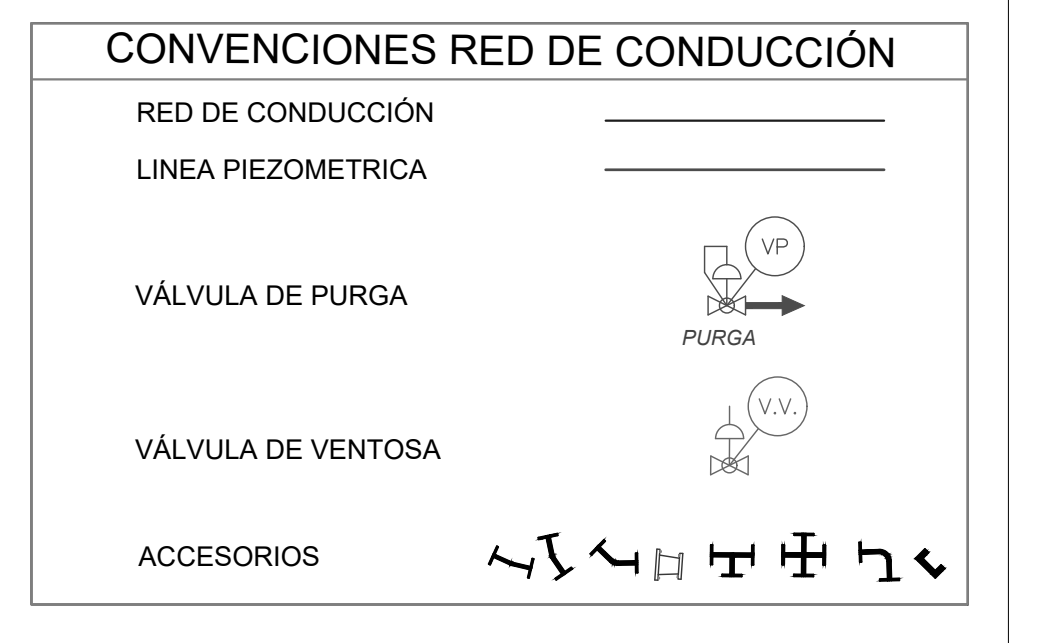 CONVENCIONES RED DE CONDUCCIÓN
RED DE CONDUCCIÓN
LINEA PIEZOMETRICA
VP
VÁLVULA DE PURGA
PURGA
V.V.
VÁLVULA DE VENTOSA
ACCESORIOS